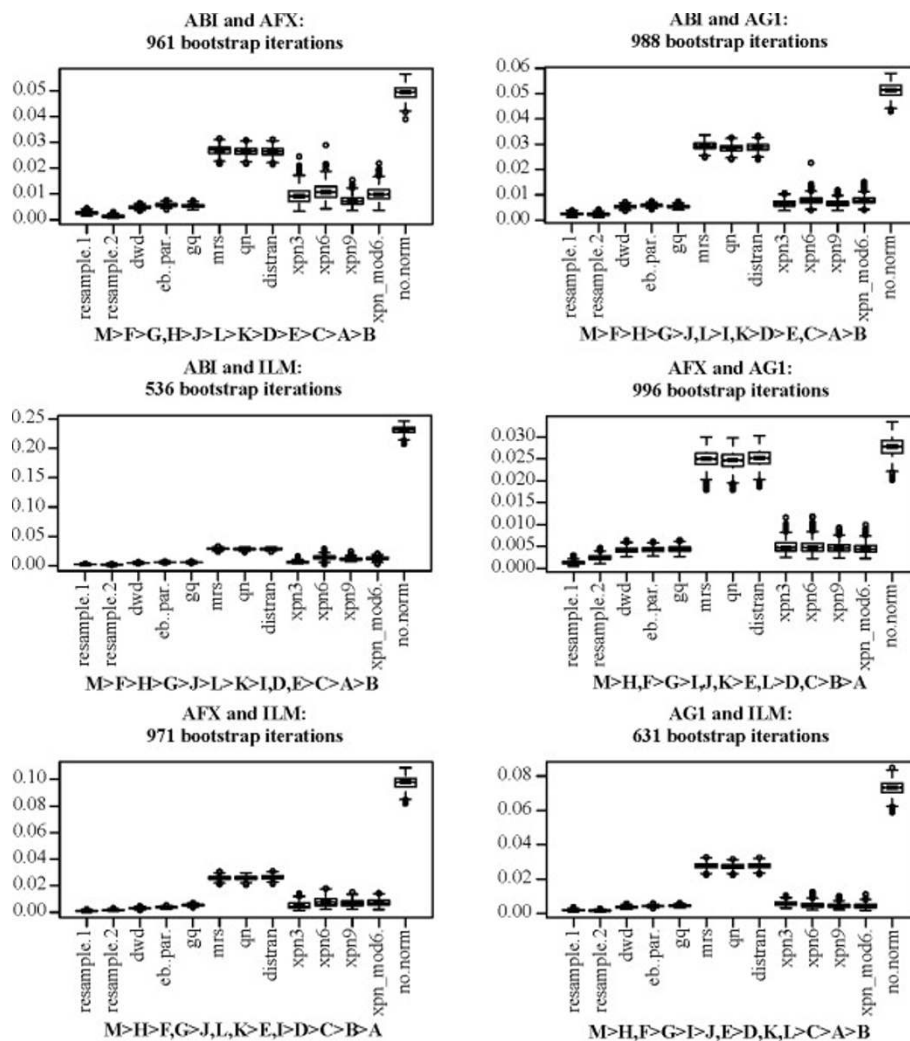 ABI and AFX:
961 bootstrap iterations
0.05
0.04
0.03
0.02
0.01
0.00
resample.1
resample.2
dwd
eb..par.
gq
mrs
qn
distran
xpn3
xpn6
xpn9
xpn_mod6.
no.norm
M>F>G,H>J>L>K>D>E>C>A>B
ABI and AG1:
988 bootstrap iterations
0.06
0.05
0.04
0.03
0.02
0.01
0.00
resample.1
resample.2
dwd
eb..par.
gq
mrs
qn
distran
xpn3
xpn6
xpn9
xpn_mod6.
no.norm
M>F>H>G>J,L>I,K>D>E,C>A>B
ABI and ILM:
536 bootstrap iterations
0.25
0.20
0.15
0.10
0.05
0.00
resample.1
resample.2
dwd
eb..par.
gq
mrs
qn
distran
xpn3
xpn6
xpn9
xpn_mod6.
no.norm
M>F>H>G>J>L>K>I,D,E>C>A>B
AFX and AG1:
996 bootstrap iterations
0.030
0.025
0.020
0.015
0.010
0.005
0.000
resample.1
resample.2
dwd
eb..par.
gq
mrs
qn
distran
xpn3
xpn6
xpn9
xpn_mod6.
no.norm
M>H,F>G>I,J,K>E,L>D,C>B>A
AFX and ILM:
971 bootstrap iterations
0.10
0.08
0.06
0.04
0.02
0.00
resample.1
resample.2
dwd
eb..par.
gq
mrs
qn
distran
xpn3
xpn6
xpn9
xpn_mod6.
no.norm
M>H>F,G>J,L,K>E,I>D>C>B>A
AG1 and ILM:
631 bootstrap iterations
0.08
0.06
0.04
0.02
0.00
resample.1
resample.2
dwd
eb..par.
gq
mrs
qn
distran
xpn3
xpn6
xpn9
xpn_mod6.
no.norm
M>H,F>G>I>J,E>D,K,L>C>A>B